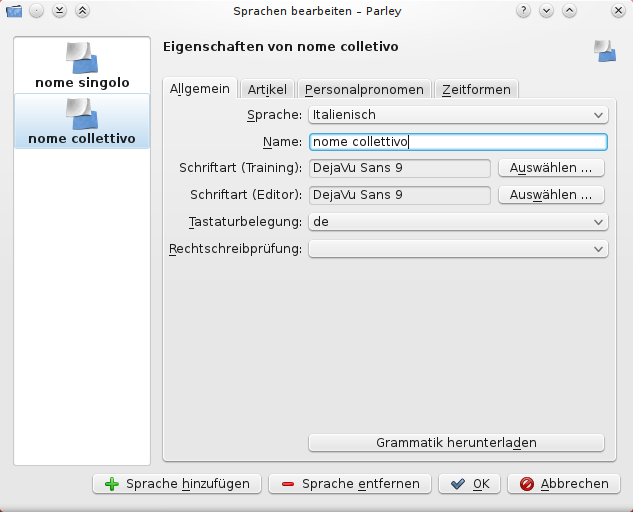 Sprachen bearbeiten – Parley
nome singolo
nome collettivo
Eigenschaften von nome colletivo
Allgemein Artikel Personalpronomen Zeitformen
Sprache: Italienisch
Name: nome collettivo
Schriftart (Training): DejaVu Sans 9 Auswählen ...
Schriftart (Editor): DejaVu Sans 9 Auswählen ...
Tastaturbelegung: de
Rechtschreibprüfung:
Grammatik herunterladen
Sprache hinzufügen Sprache entfernen OK Abbrechen